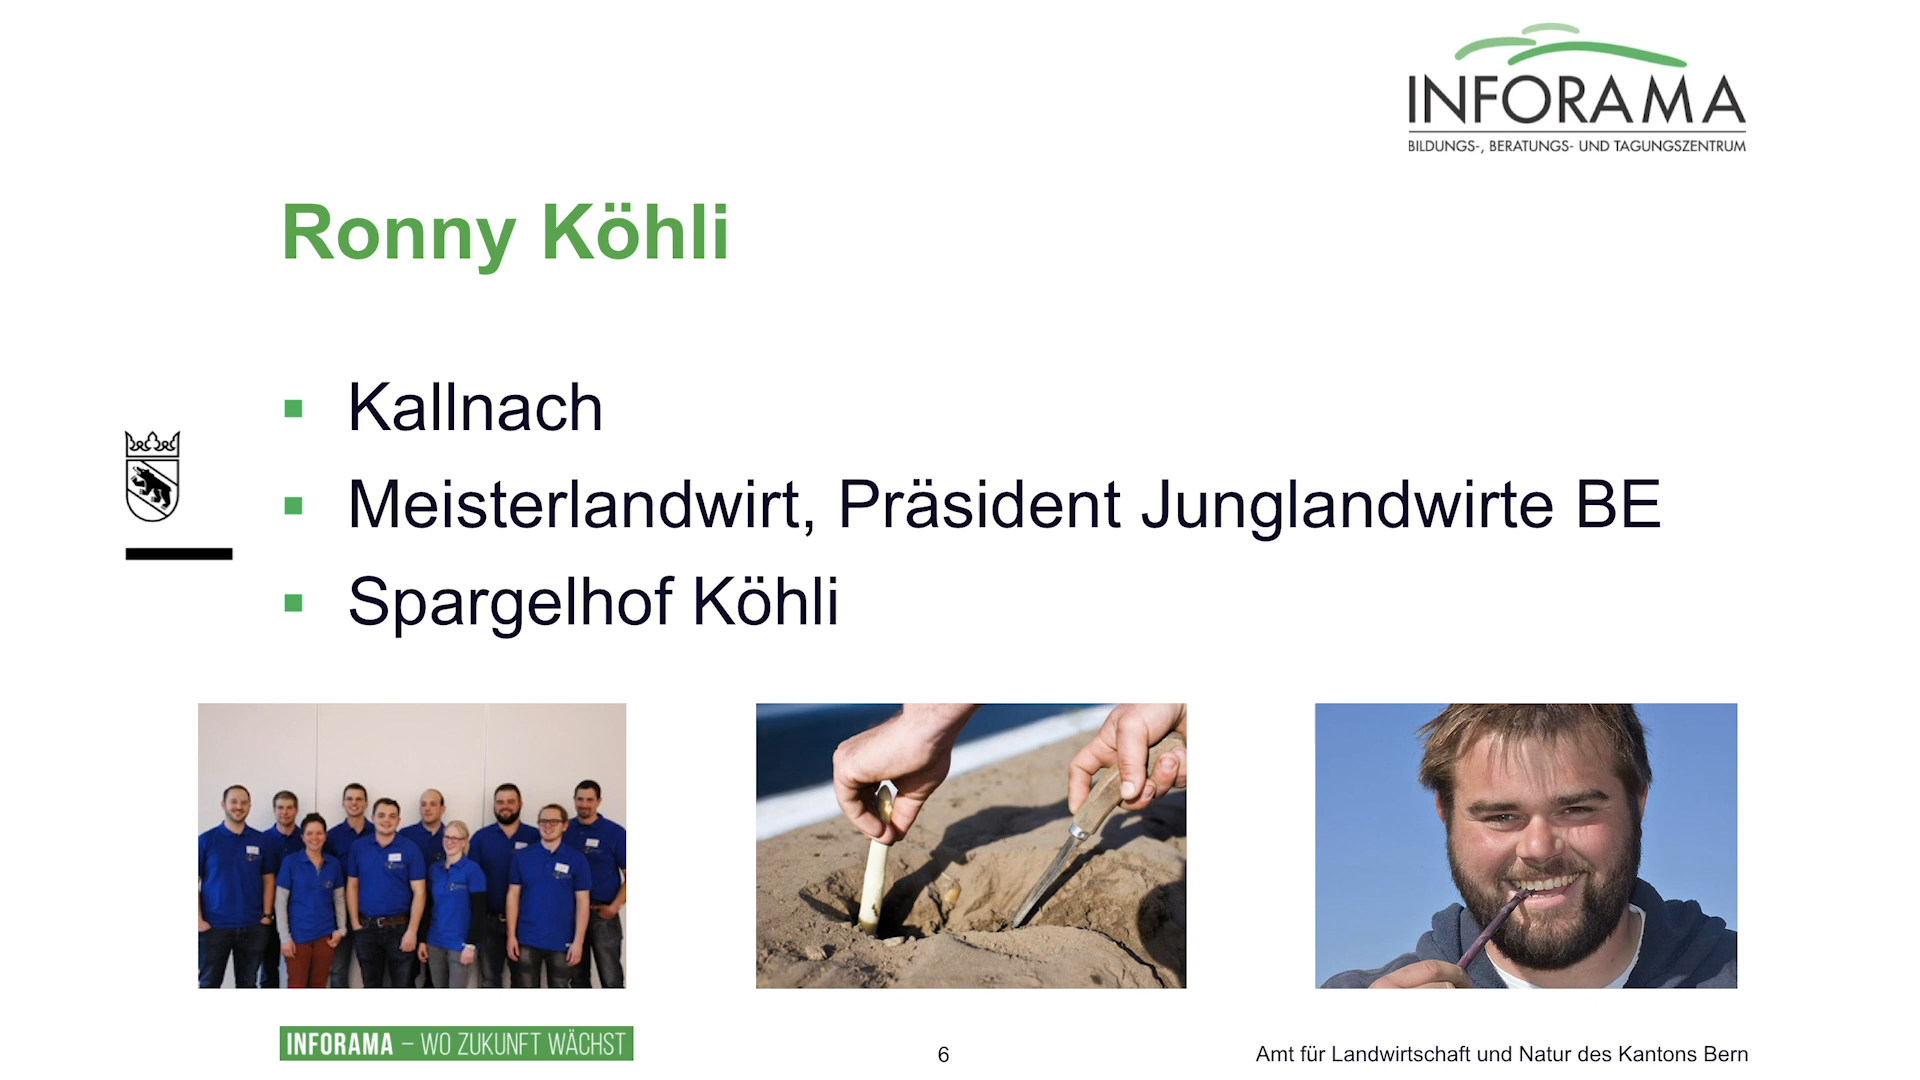 INFORAMA
BILDUNGS-, BERATUNGS- UND TAGUNGSZENTRUM
Ronny Köhli
Kallnach
Meisterlandwirt, Präsident Junglandwirte BE
Spargelhof Köhli
INFORAMA – WO ZUKUNFT WÄCHST
6
Amt für Landwirtschaft und Natur des Kantons Bern